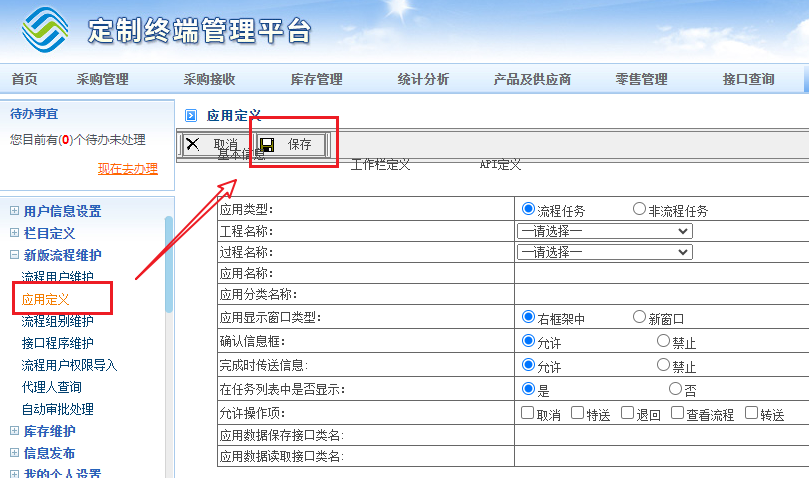 定制终端管理平台
首页 采购管理 采购接收 库存管理 统计分析 产品及供应商 零售管理 接口查询
待办事宜
您目前有(0)个待办未处理
现在去办理
用户信息设置
栏目定义
新版流程维护
流程用户维护
应用定义
流程组别维护
接口程序维护
流程用户权限导入
代理人查询
自动审批处理
库存维护
信息发布
我的个人设置
应用定义
取消 保存
基本信息 工作栏定义 API定义
应用类型: 流程任务 非流程任务
工程名称: 一请选择一
过程名称: 一请选择一
应用名称:
应用分类名称:
应用显示窗口类型: 右框架中 新窗口
确认信息框: 允许 禁止
完成时传送信息: 允许 禁止
在任务列表中是否显示: 是 否
允许操作项: 取消 特送 退回 查看流程 转送
应用数据保存接口类名:
应用数据读取接口类名: